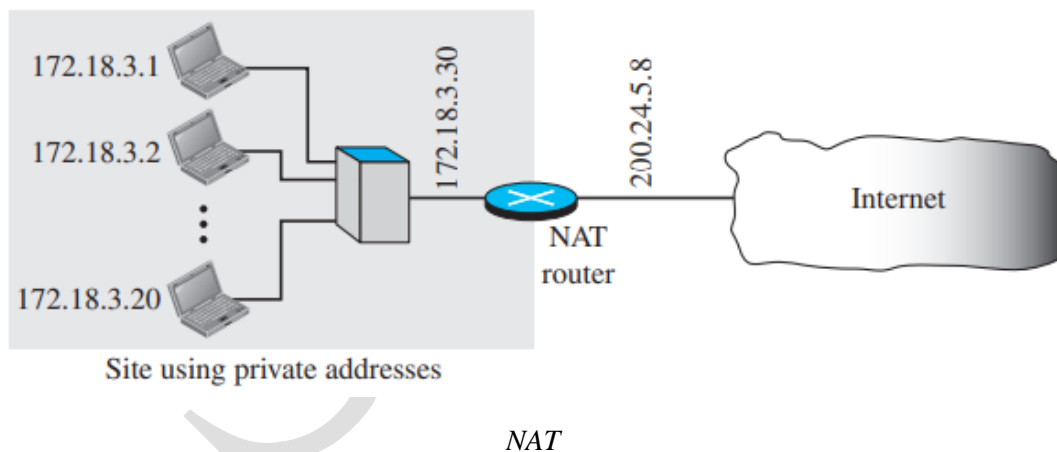 172.18.3.1
172.18.3.2
172.18.3.20
172.18.3.30
NAT
router
200.24.5.8
Internet
Site using private addresses
NAT